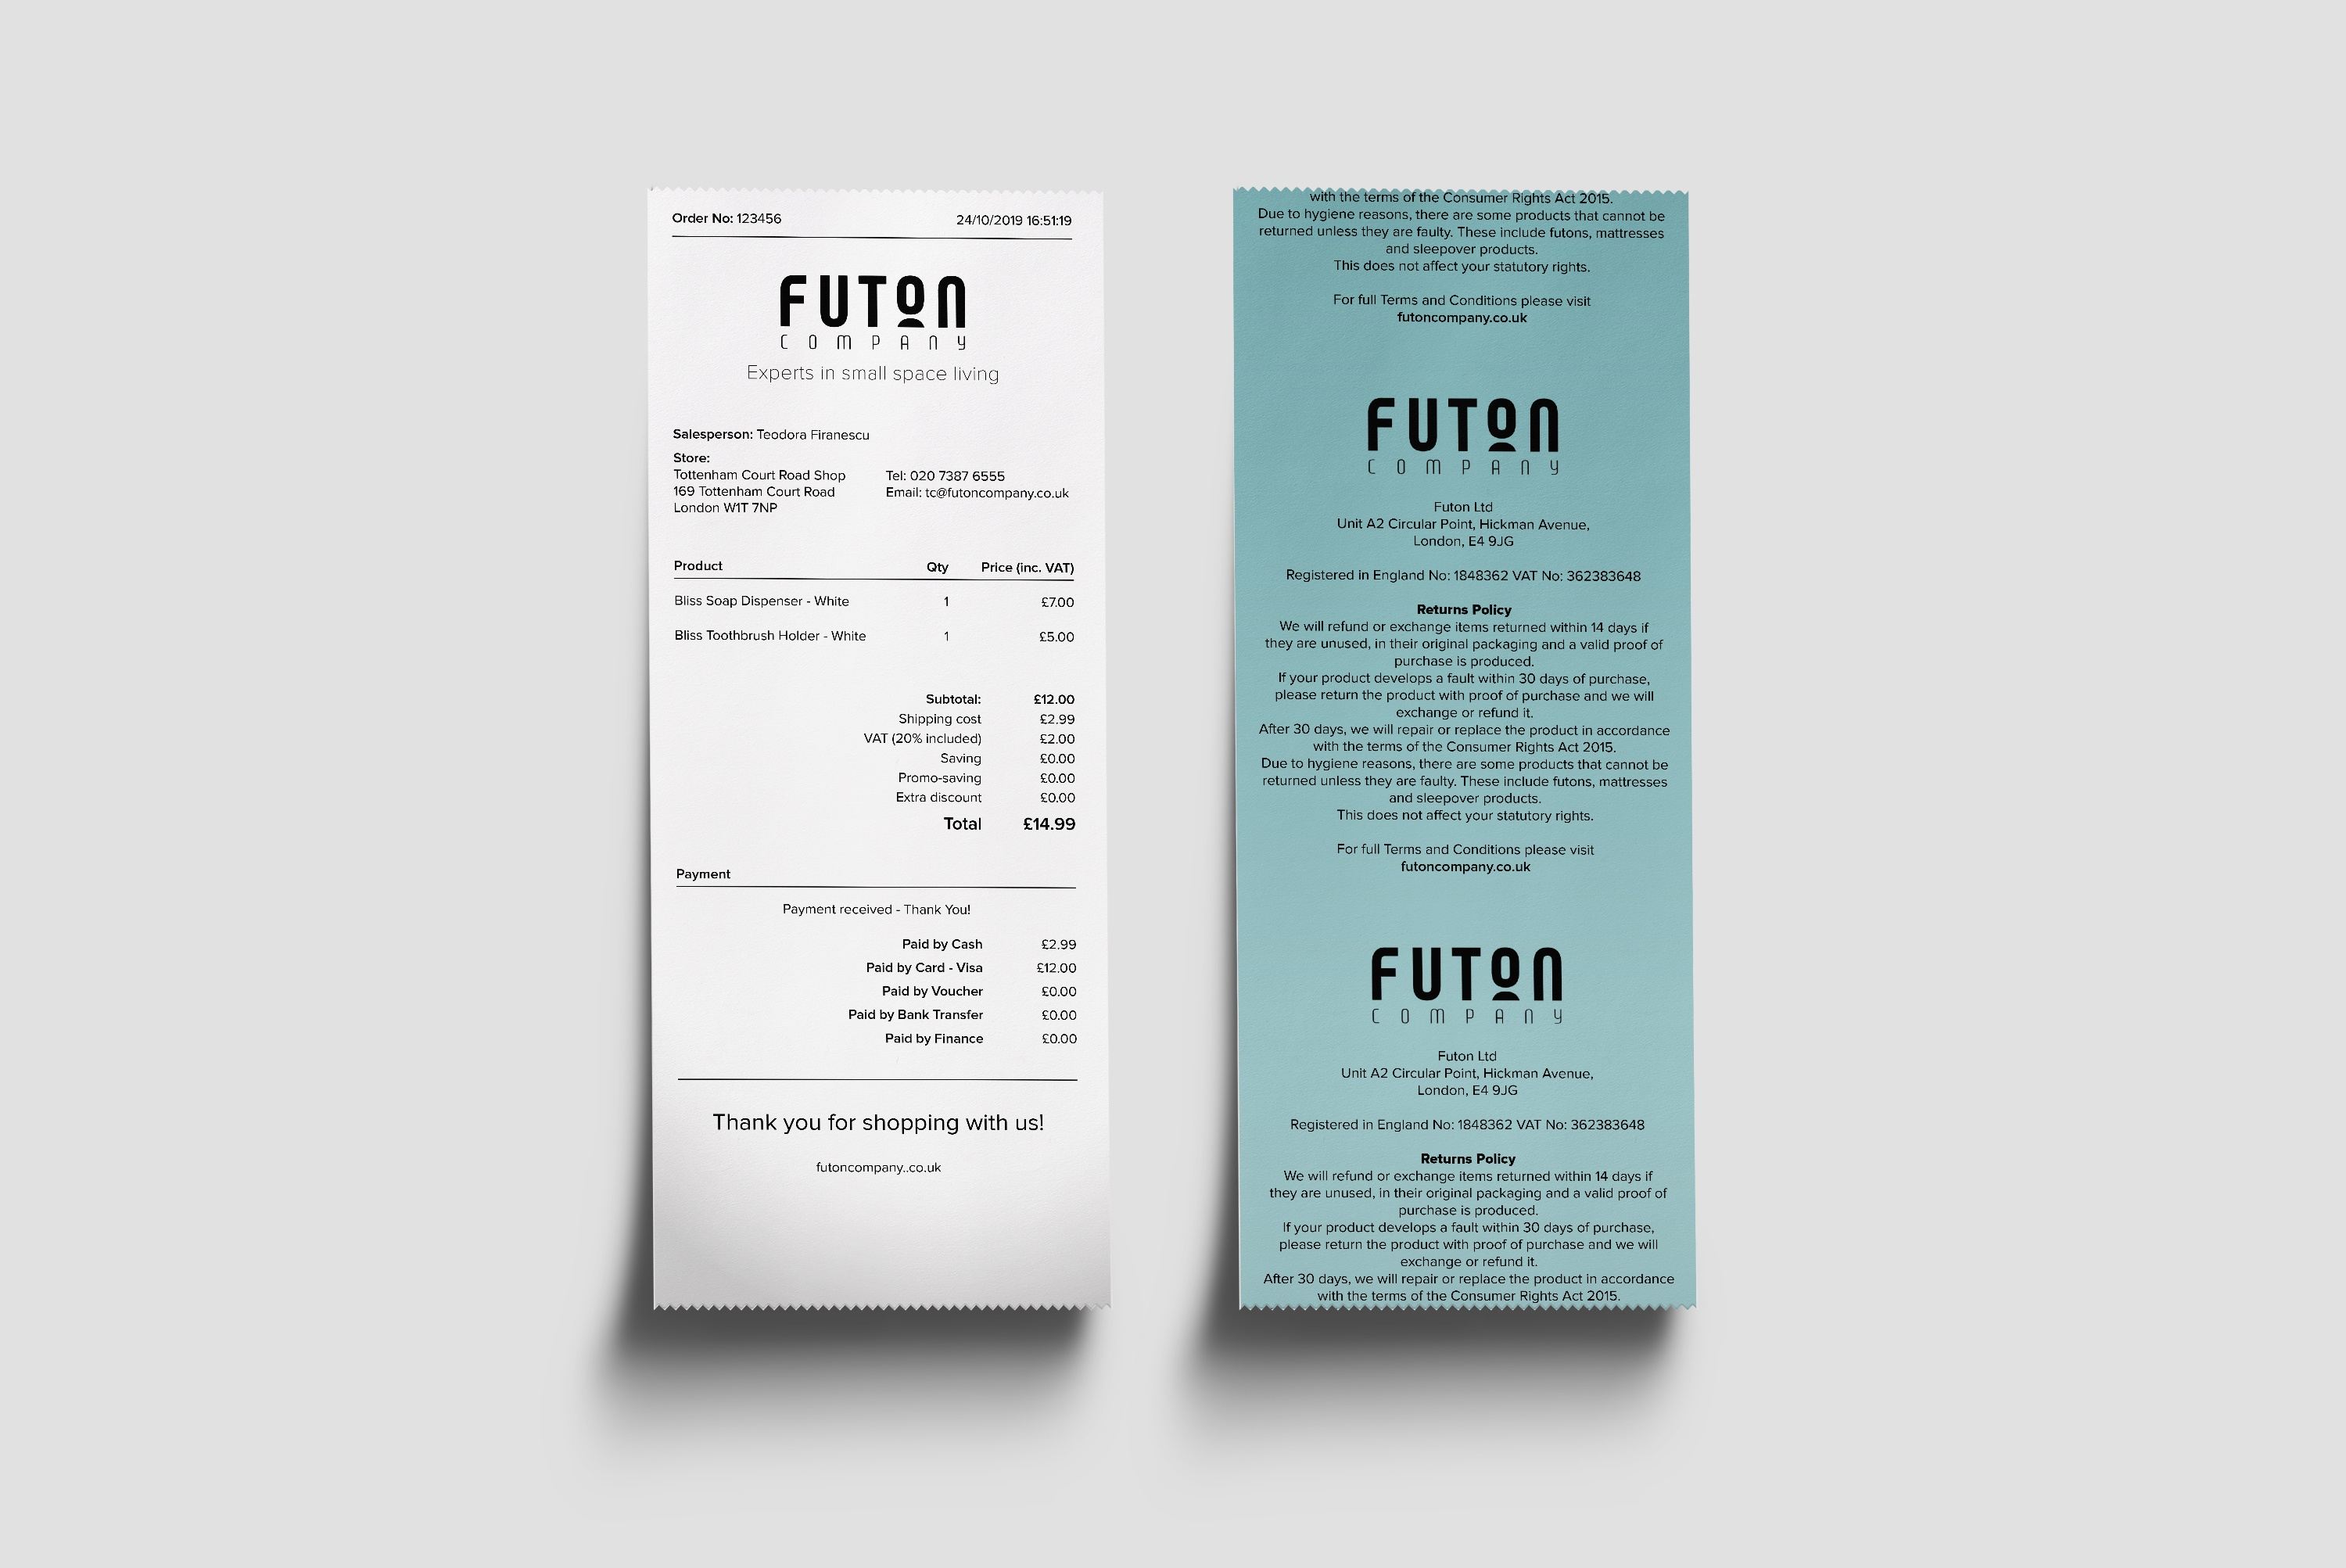 Order No: 123456 24/10/2019 16:51:19
FUTON
COMPANY
Experts in small space living
Salesperson: Teodora Firanescu
Store:
Tottenham Court Road Shop Tel: 020 7387 6555
169 Tottenham Court Road Email: tc@futoncompany.co.uk
London W1T 7NP
Product Qty Price (inc. VAT)
Bliss Soap Dispenser - White 1 £7.00
Bliss Toothbrush Holder - White 1 £5.00
Subtotal: £12.00
Shipping cost £2.99
VAT (20% included) £2.00
Saving £0.00
Promo-saving £0.00
Extra discount £0.00
Total £14.99
Payment
Payment received - Thank You!
Paid by Cash £2.99
Paid by Card - Visa £12.00
Paid by Voucher £0.00
Paid by Bank Transfer £0.00
Paid by Finance £0.00
Thank you for shopping with us!
futoncompany..co.uk
with the terms of the Consumer Rights Act 2015.
Due to hygiene reasons, there are some products that cannot be
returned unless they are faulty. These include futons, mattresses
and sleepover products.
This does not affect your statutory rights.
For full Terms and Conditions please visit
futoncompany.co.uk
FUTON
COMPANY
Futon Ltd
Unit A2 Circular Point, Hickman Avenue,
London, E4 9JG
Registered in England No: 1848362 VAT No: 362383648
Returns Policy
We will refund or exchange items returned within 14 days if
they are unused, in their original packaging and a valid proof of
purchase is produced.
If your product develops a fault within 30 days of purchase,
please return the product with proof of purchase and we will
exchange or refund it.
After 30 days, we will repair or replace the product in accordance
with the terms of the Consumer Rights Act 2015.
Due to hygiene reasons, there are some products that cannot be
returned unless they are faulty. These include futons, mattresses
and sleepover products.
This does not affect your statutory rights.
For full Terms and Conditions please visit
futoncompany.co.uk
FUTON
COMPANY
Futon Ltd
Unit A2 Circular Point, Hickman Avenue,
London, E4 9JG
Registered in England No: 1848362 VAT No: 362383648
Returns Policy
We will refund or exchange items returned within 14 days if
they are unused, in their original packaging and a valid proof of
purchase is produced.
If your product develops a fault within 30 days of purchase,
please return the product with proof of purchase and we will
exchange or refund it.
After 30 days, we will repair or replace the product in accordance
with the terms of the Consumer Rights Act 2015.